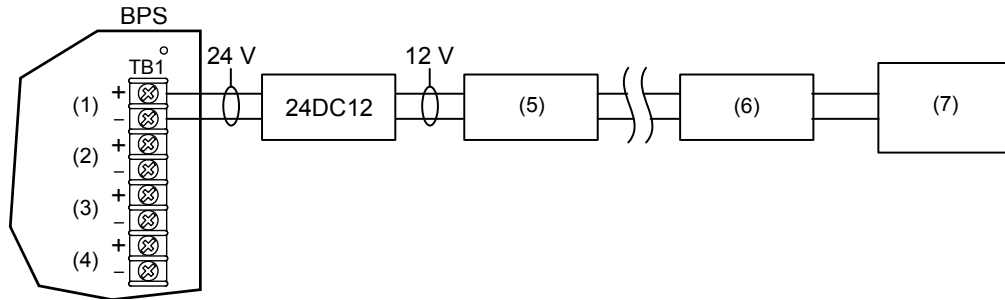 BPS
TB1
24 V
12 V
(1) + –
24DC12
(5)
(6)
(7)
(2) + –
(3) + –
(4) + –